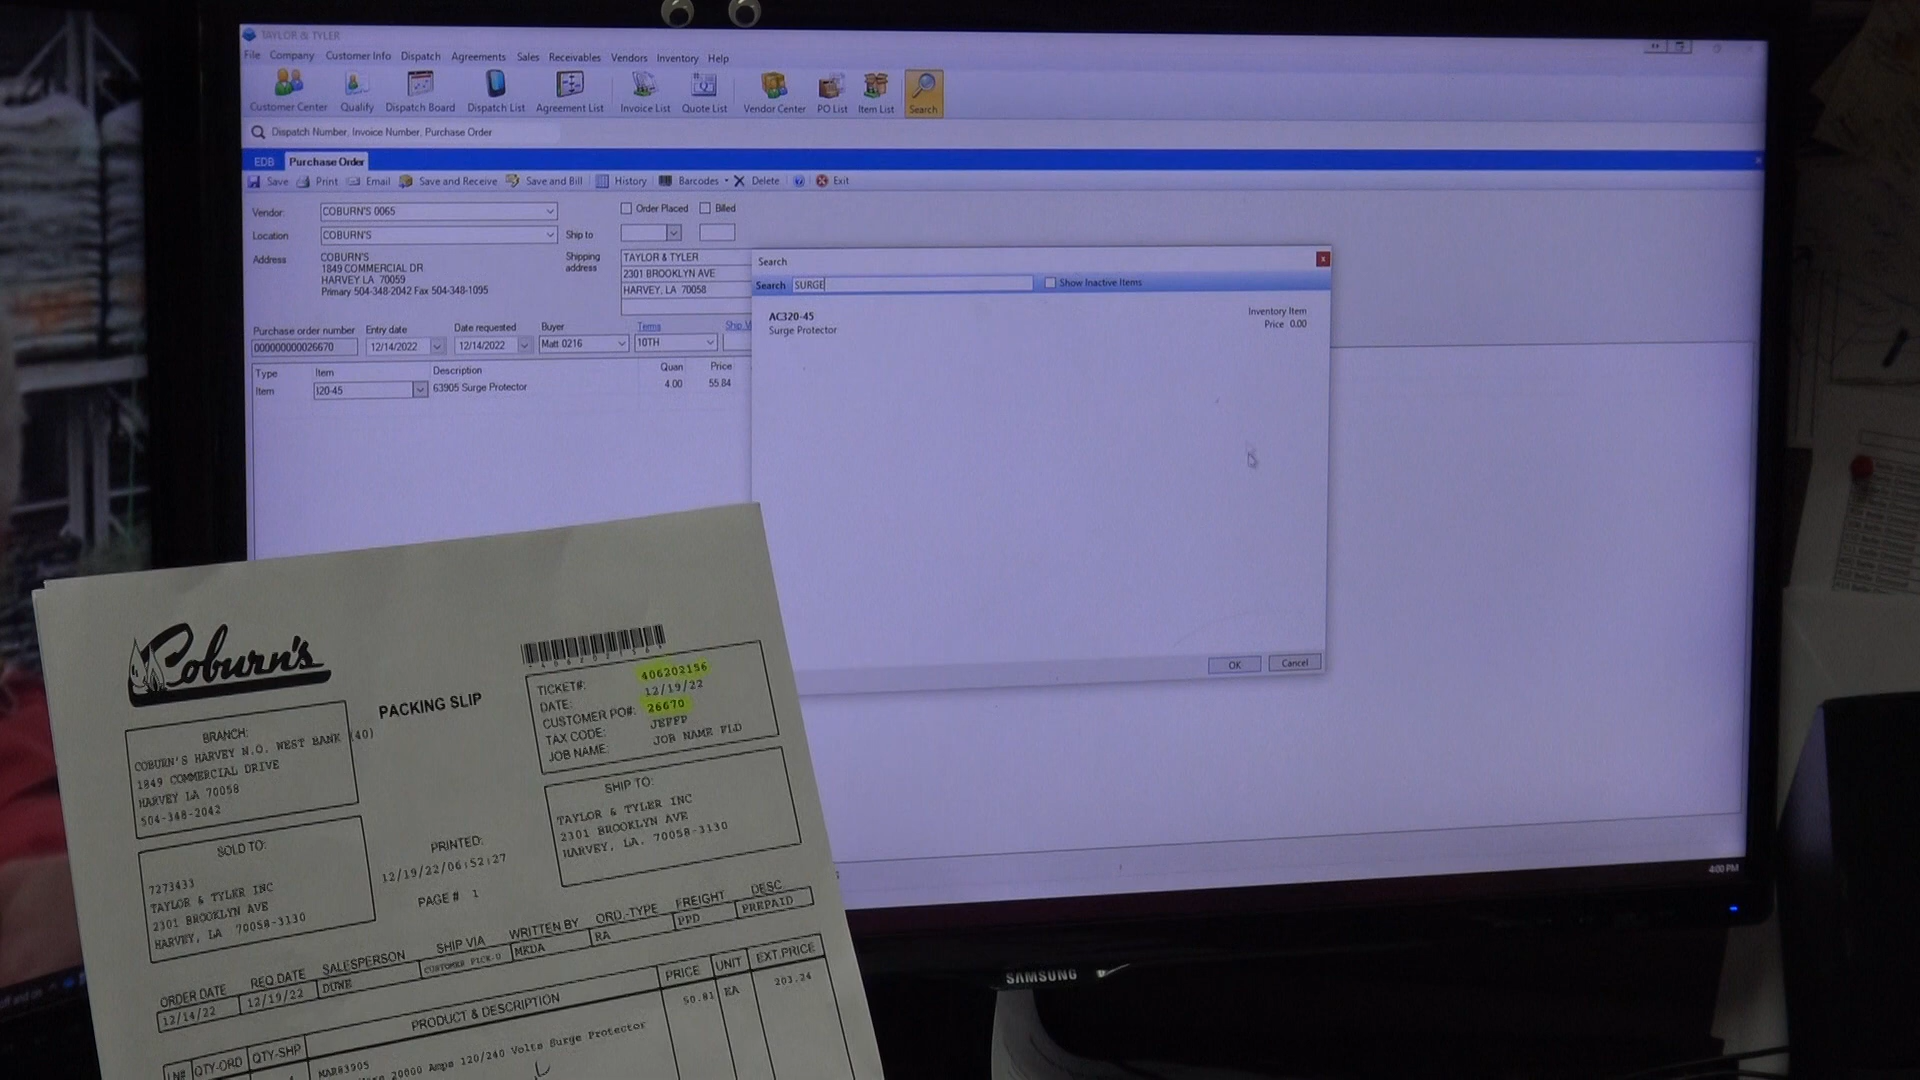 TAYLOR & TYLER
File Company Customer Info Dispatch Agreements Sales Receivables Vendors Inventory Help
Customer Center Qualify Dispatch Board Dispatch List Agreement List Invoice List Quote List Vendor Center PO List Item List Search
Dispatch Number, Invoice Number, Purchase Order
EDB Purchase Order
Save Print Email Save and Receive Save and Bill History Barcodes Delete Exit
Vendor: COBURN'S 0065 Order Placed Billed
Location COBURN'S Ship to
Address COBURN'S
1849 COMMERCIAL DR
HARVEY LA 70059
Primary 504-348-2042 Fax 504-348-1095
Shipping address
TAYLOR & TYLER
2301 BROOKLYN AVE
HARVEY, LA 70058
Purchase order number Entry date Date requested Buyer Terms Ship
000000000026670 12/14/2022 12/14/2022 Matt 0216 10TH
Type Item Description Quan Price
Item 320-45 63905 Surge Protector 4.00 55.84
Search
Search SURGE Show Inactive Items
AC320-45 Inventory Item
Surge Protector Price 0.00
OK Cancel
4:00 PM
SAMSUNG
Coburn's
PACKING SLIP
TICKET#: 406202156
DATE: 12/19/22
CUSTOMER PO#: 26670
TAX CODE: JEFFP
JOB NAME: JOB NAME FLD
BRANCH:
COBURN'S HARVEY N.O. WEST BANK (40)
1849 COMMERCIAL DRIVE
HARVEY LA 70058
504-348-2042
SHIP TO:
TAYLOR & TYLER INC
2301 BROOKLYN AVE
HARVEY, LA. 70058-3130
SOLD TO:
7273433
TAYLOR & TYLER INC
2301 BROOKLYN AVE
HARVEY, LA 70058-3130
PRINTED:
12/19/22/06:52:27
PAGE # 1
ORDER DATE REQ DATE SALESPERSON SHIP VIA WRITTEN BY ORD.-TYPE FREIGHT DESC
12/14/22 12/19/22 DUWE CUSTOMER PICK-U MKDA RA PPD PREPAID
LN# QTY-ORD QTY-SHP PRODUCT & DESCRIPTION PRICE UNIT EXT.PRICE
MAR83905 50.81 EA 203.24
20000 Amps 120/240 Volts Surge Protector